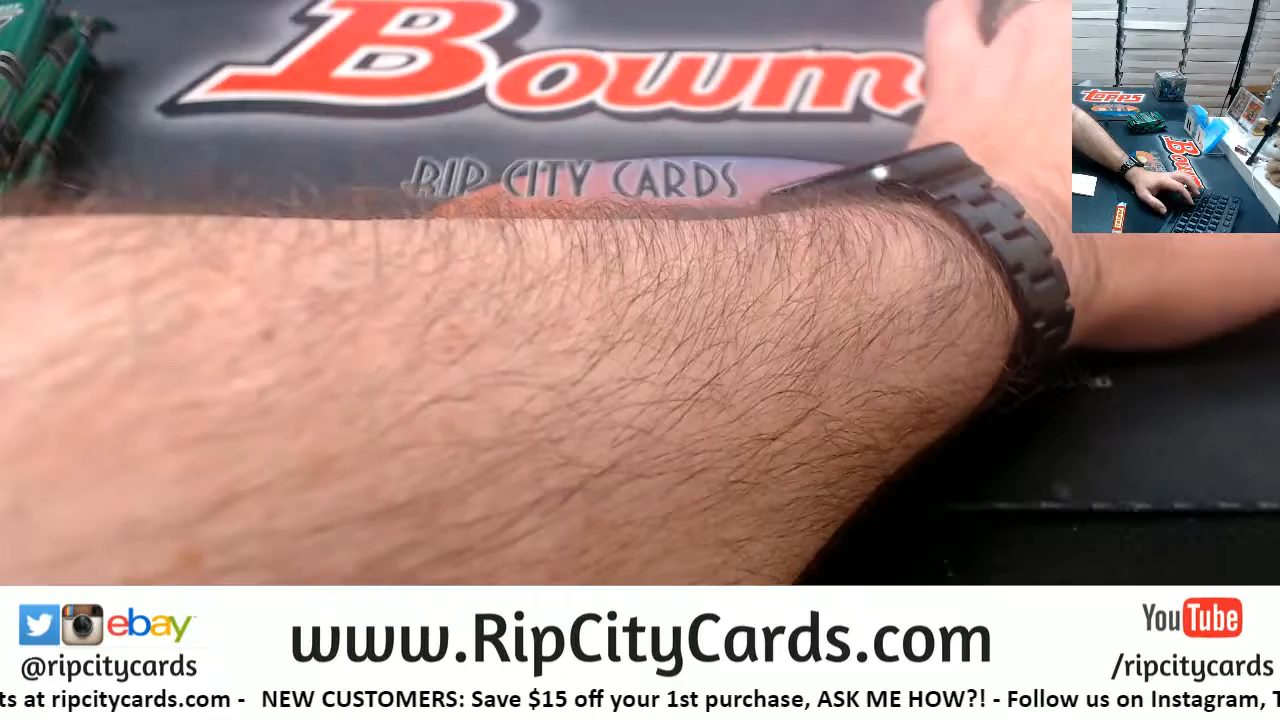 Bowm
RIP CITY CARDS
TOPPS
Bow
ebay
@ripcitycards
www.RipCityCards.com
YouTube
/ripcitycards
ts at ripcitycards.com - NEW CUSTOMERS: Save $15 off your 1st purchase, ASK ME HOW?! - Follow us on Instagram, T